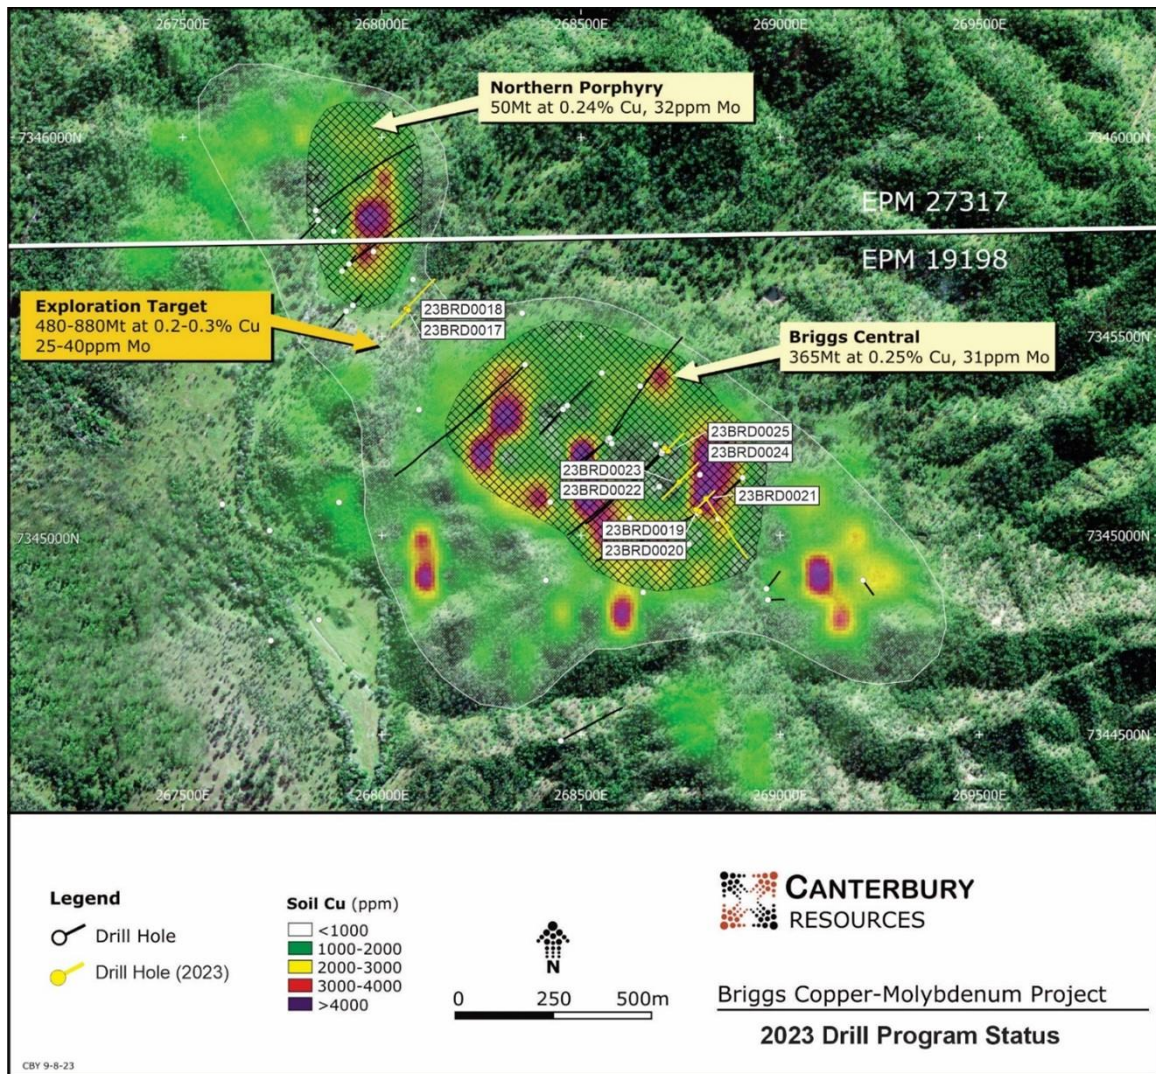 267500E
268000E
268500E
269000E
269500E
Northern Porphyry
50Mt at 0.24% Cu, 32ppm Mo
7346000N
7346000N
EPM 27317
EPM 19198
Exploration Target
480-880Mt at 0.2-0.3% Cu
25-40ppm Mo
23BRD0018
23BRD0017
7345500N
Briggs Central
365Mt at 0.25% Cu, 31ppm Mo
23BRD0025
23BRD0024
23BRD0023
23BRD0022
23BRD0021
23BRD0019
23BRD0020
7345000N
7345000N
7344500N
267500E
268000E
268500E
269000E
269500E
Legend
Drill Hole
Drill Hole (2023)
Soil Cu (ppm)
<1000
1000-2000
2000-3000
3000-4000
>4000
N
0 250 500m
CANTERBURY
RESOURCES
Briggs Copper-Molybdenum Project
2023 Drill Program Status
CBY 9-8-23